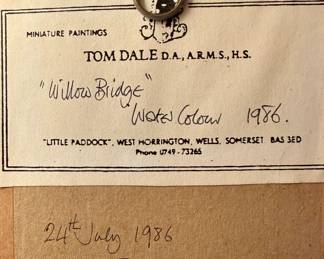 MINIATURE PAINTINGS
TOM DALE D.A., A.R.M.S., H.S.
"Willow Bridge"
Water Colour 1986.
"LITTLE PADDOCK", WEST HORRINGTON, WELLS, SOMERSET BA5 3ED
Phone 0749-73265
24th July 1986